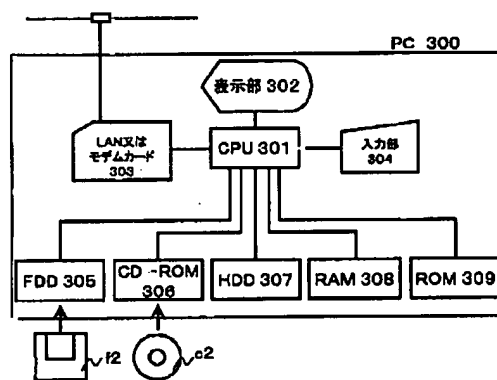 PC 300
表示部 302
LAN又は
モデムカード
303
CPU 301
入力部
304
FDD 305
CD -ROM
306
HDD 307
RAM 308
ROM 309
f2
c2